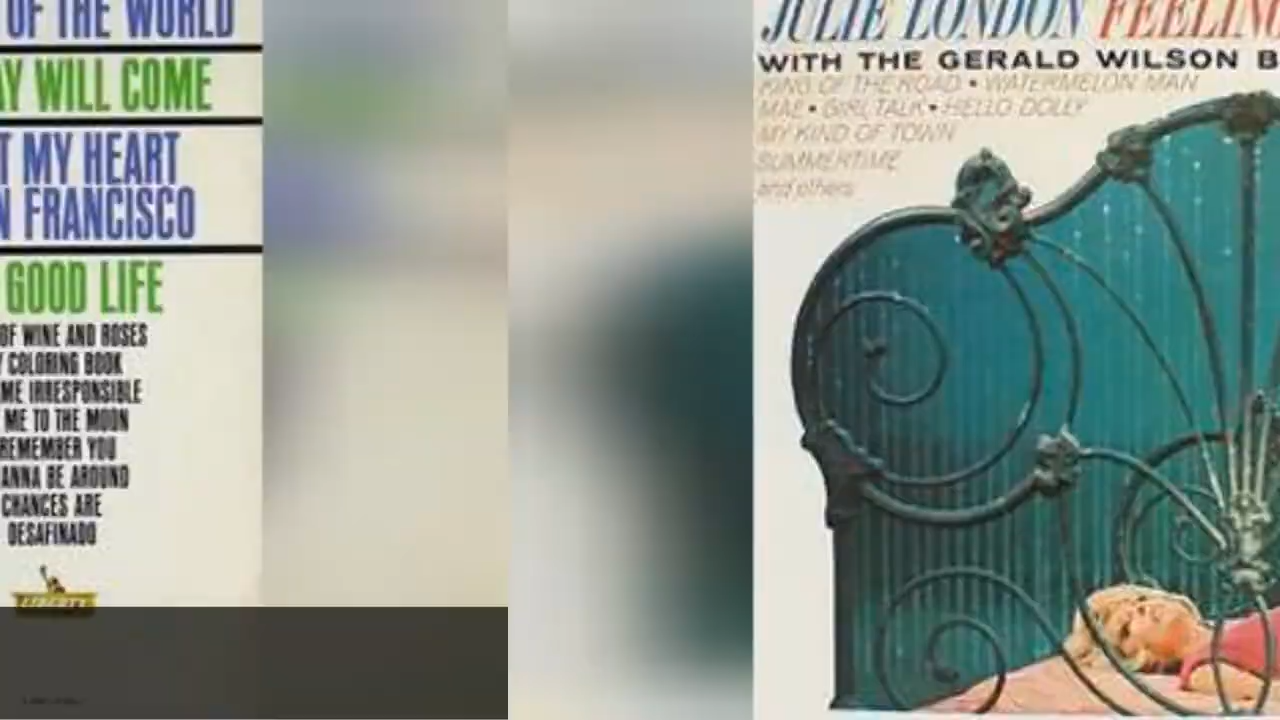 OF THE WORLD
AY WILL COME
T MY HEART
N FRANCISCO
GOOD LIFE
OF WINE AND ROSES
Y COLORING BOOK
ME IRRESPONSIBLE
ME TO THE MOON
REMEMBER YOU
ANNA BE AROUND
CHANCES ARE
DESAFINADO
LIBERTY
JULIE LONDON FEELING
WITH THE GERALD WILSON B
KING OF THE ROAD • WATERMELON MAN
MAE • GIRL TALK • HELLO DOLLY
MY KIND OF TOWN
SUMMERTIME
and others